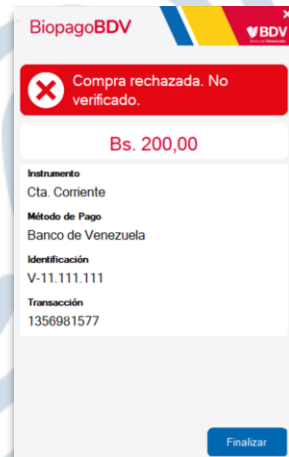 BiopagoBDV
BDV
Compra rechazada. No
verificado.
Bs. 200,00
Instrumento
Cta. Corriente
Método de Pago
Banco de Venezuela
Identificación
V-11.111.111
Transacción
1356981577
Finalizar